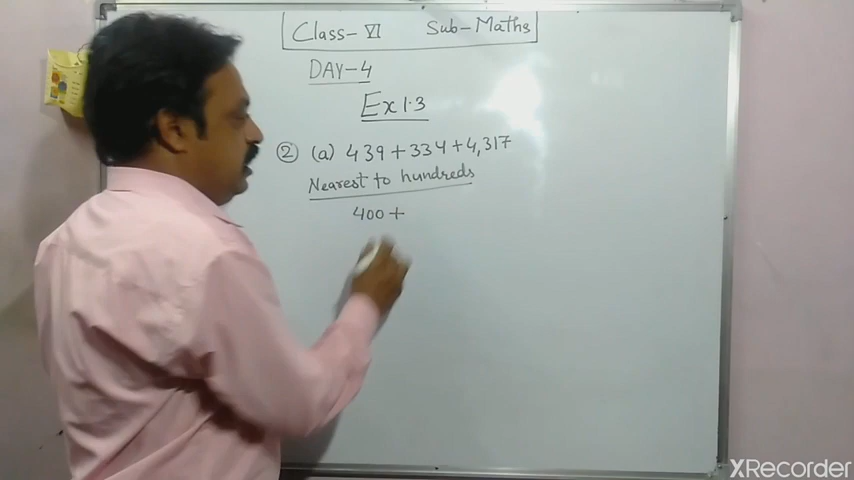 Class-VI Sub-Maths
DAY-4
Ex 1.3
② (a) 439+334+4,317
Nearest to hundreds
400+
XRecorder